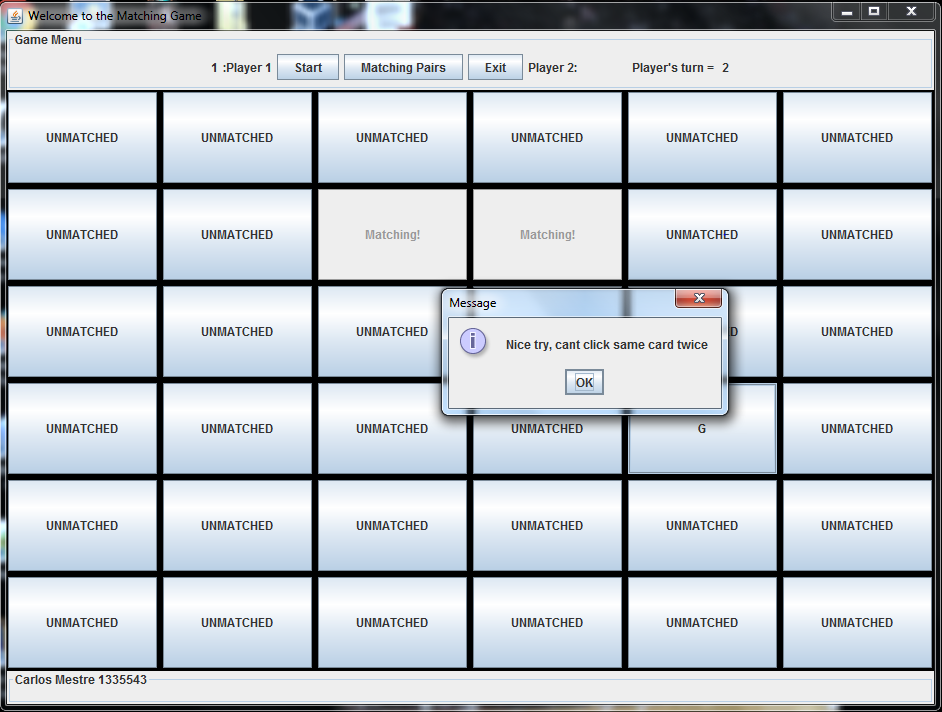 Welcome to the Matching Game
Game Menu
1 :Player 1 Start Matching Pairs Exit Player 2: Player's turn = 2
UNMATCHED UNMATCHED UNMATCHED UNMATCHED UNMATCHED UNMATCHED
UNMATCHED UNMATCHED Matching! Matching! UNMATCHED UNMATCHED
Message
UNMATCHED UNMATCHED UNMATCHED D UNMATCHED
Nice try, cant click same card twice
OK
UNMATCHED UNMATCHED UNMATCHED UNMATCHED G UNMATCHED
UNMATCHED UNMATCHED UNMATCHED UNMATCHED UNMATCHED UNMATCHED
UNMATCHED UNMATCHED UNMATCHED UNMATCHED UNMATCHED UNMATCHED
Carlos Mestre 1335543